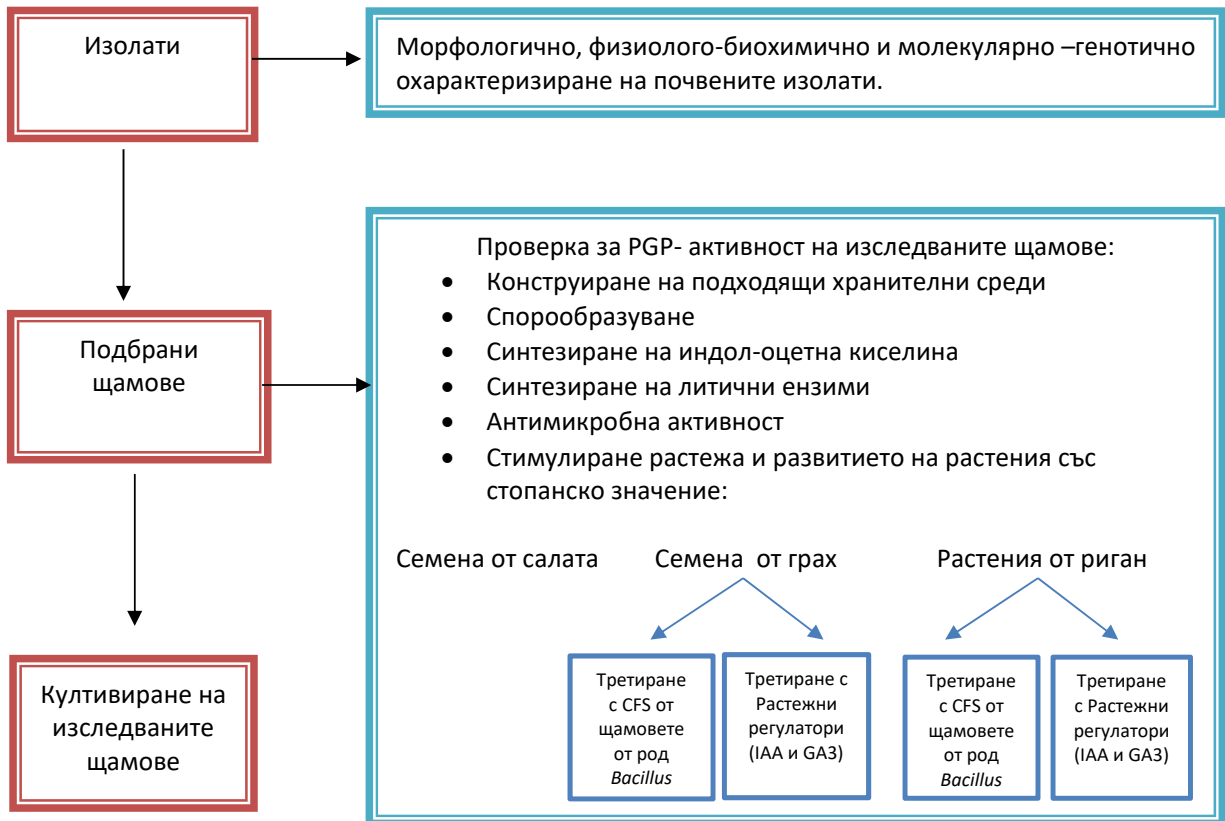 Изолати
Морфологично, физиолого-биохимично и молекулярно –генотично
охарактеризиране на почвените изолати.
Подбрани
щамове
Проверка за PGP- активност на изследваните щамове:
• Конструиране на подходящи хранителни среди
• Спорообразуване
• Синтезиране на индол-оцетна киселина
• Синтезиране на литични ензими
• Антимикробна активност
• Стимулиране растежа и развитието на растения със
стопанско значение:
Семена от салата
Семена от грах
Растения от риган
Третиране
с CFS от
щамовете
от род
Bacillus
Третиране с
Растежни
регулатори
(IAA и GA3)
Третиране
с CFS от
щамовете
от род
Bacillus
Третиране
с Растежни
регулатори
(IAA и GA3)
Култивиране на
изследваните
щамове